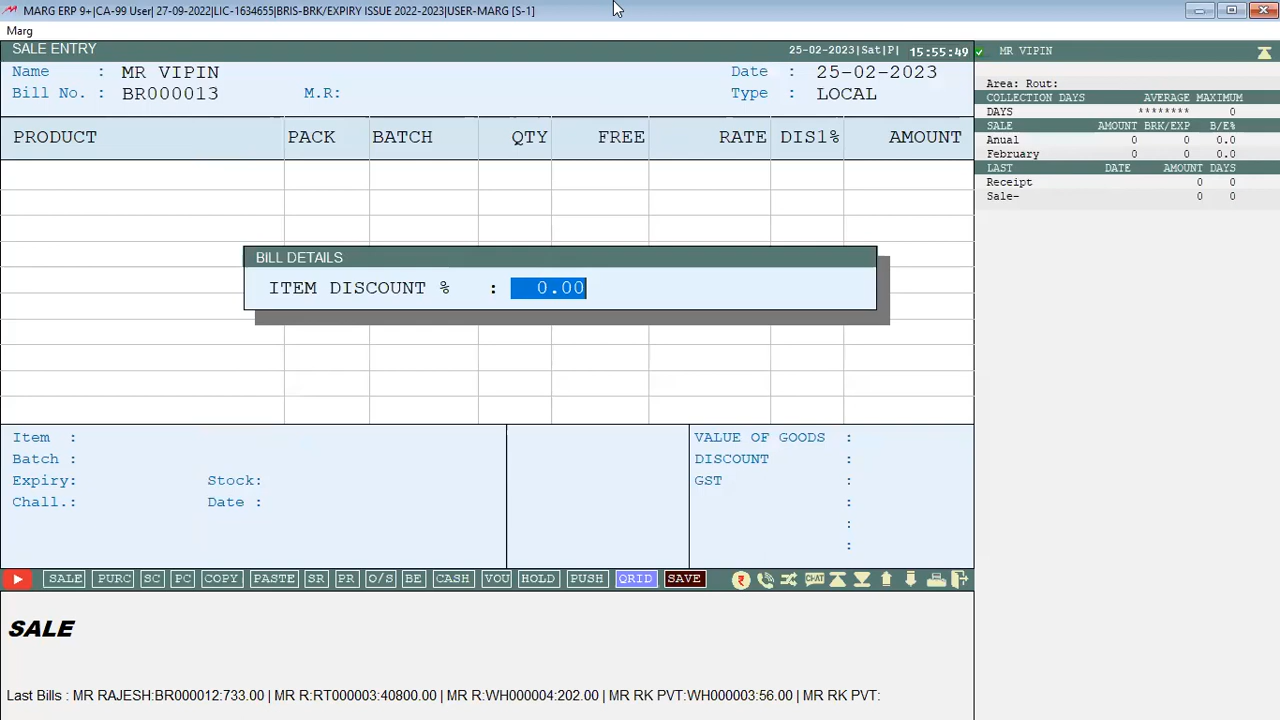 MARG ERP 9+|CA-99 User| 27-09-2022|LIC-1634655|BRIS-BRK/EXPIRY ISSUE 2022-2023|USER-MARG [S-1]
Marg
SALE ENTRY 25-02-2023|Sat|P| 15:55:49
Name : MR VIPIN Date : 25-02-2023
Bill No. : BR000013 M.R: Type : LOCAL
PRODUCT PACK BATCH QTY FREE RATE DIS1% AMOUNT
BILL DETAILS
ITEM DISCOUNT % : 0.00
Item :
Batch :
Expiry: Stock:
Chall.: Date :
VALUE OF GOODS :
DISCOUNT :
GST :
:
:
:
SALE PURC SC PC COPY PASTE SR PR O/S BE CASH VOU HOLD PUSH QRID SAVE ₹ CHAT
SALE
Last Bills : MR RAJESH:BR000012:733.00 | MR R:RT000003:40800.00 | MR R:WH000004:202.00 | MR RK PVT:WH000003:56.00 | MR RK PVT:
MR VIPIN
Area: Rout:
COLLECTION DAYS AVERAGE MAXIMUM
DAYS ******** 0
SALE AMOUNT BRK/EXP B/E%
Anual 0 0 0.0
February 0 0 0.0
LAST DATE AMOUNT DAYS
Receipt 0 0
Sale- 0 0